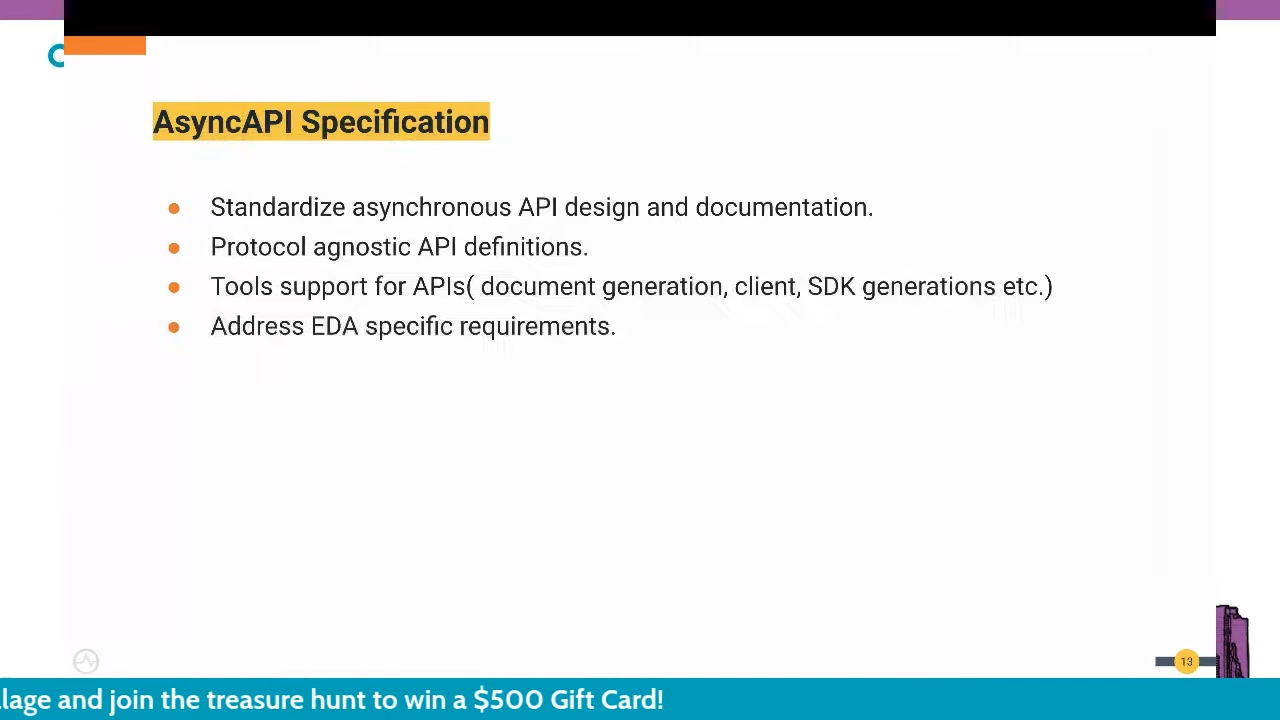 AsyncAPI Specification
● Standardize asynchronous API design and documentation.
● Protocol agnostic API definitions.
● Tools support for APIs( document generation, client, SDK generations etc.)
● Address EDA specific requirements.
13
and join the treasure hunt to win a $500 Gift Card!